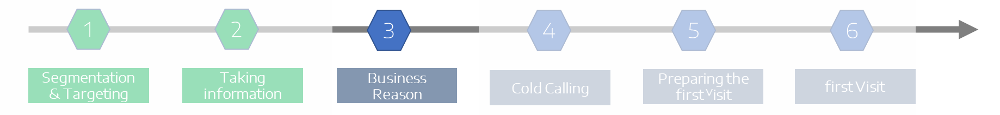 1
2
3
4
5
6
Segmentation
& Targeting
Taking
information
Business
Reason
Cold Calling
Preparing the
first Visit
first Visit